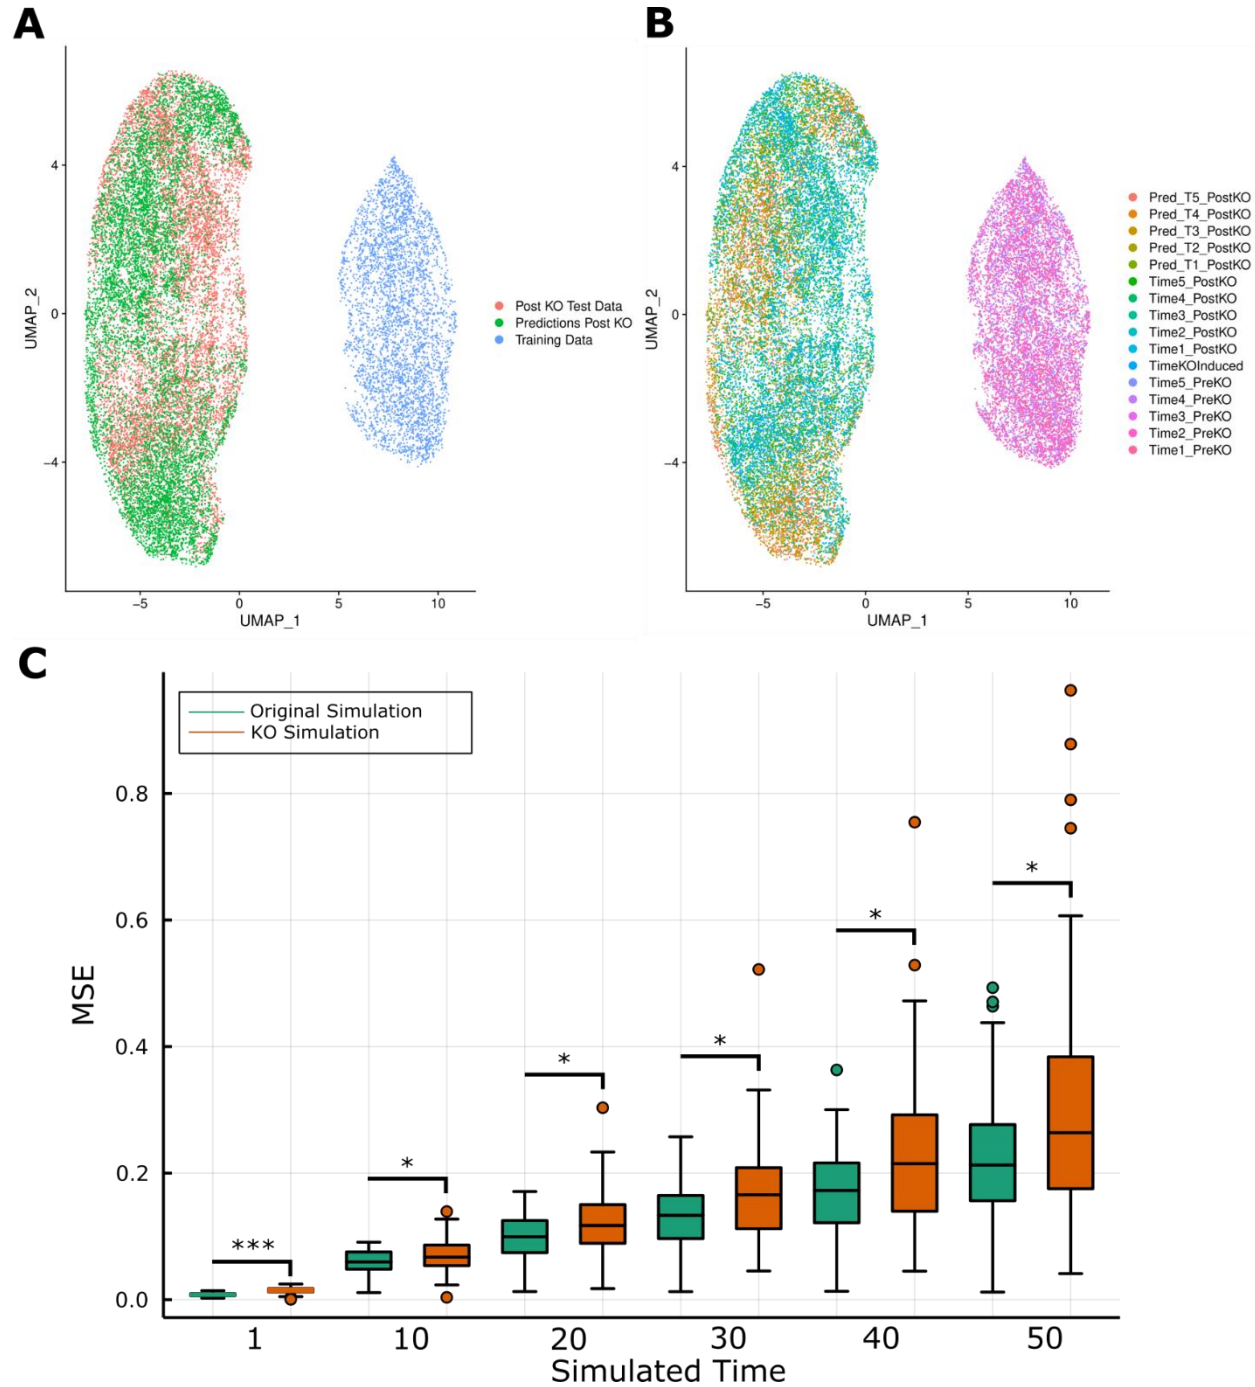 A
B
4
0
−4
UMAP_2
−5
0
5
10
UMAP_1
Post KO Test Data
Predictions Post KO
Training Data
4
0
−4
UMAP_2
−5
0
5
10
UMAP_1
Pred_T5_PostKO
Pred_T4_PostKO
Pred_T3_PostKO
Pred_T2_PostKO
Pred_T1_PostKO
Time5_PostKO
Time4_PostKO
Time3_PostKO
Time2_PostKO
Time1_PostKO
TimeKOInduced
Time5_PreKO
Time4_PreKO
Time3_PreKO
Time2_PreKO
Time1_PreKO
C
Original Simulation
KO Simulation
0.8
0.6
0.4
0.2
0.0
MSE
***
*
*
*
*
*
1
10
20
30
40
50
Simulated Time